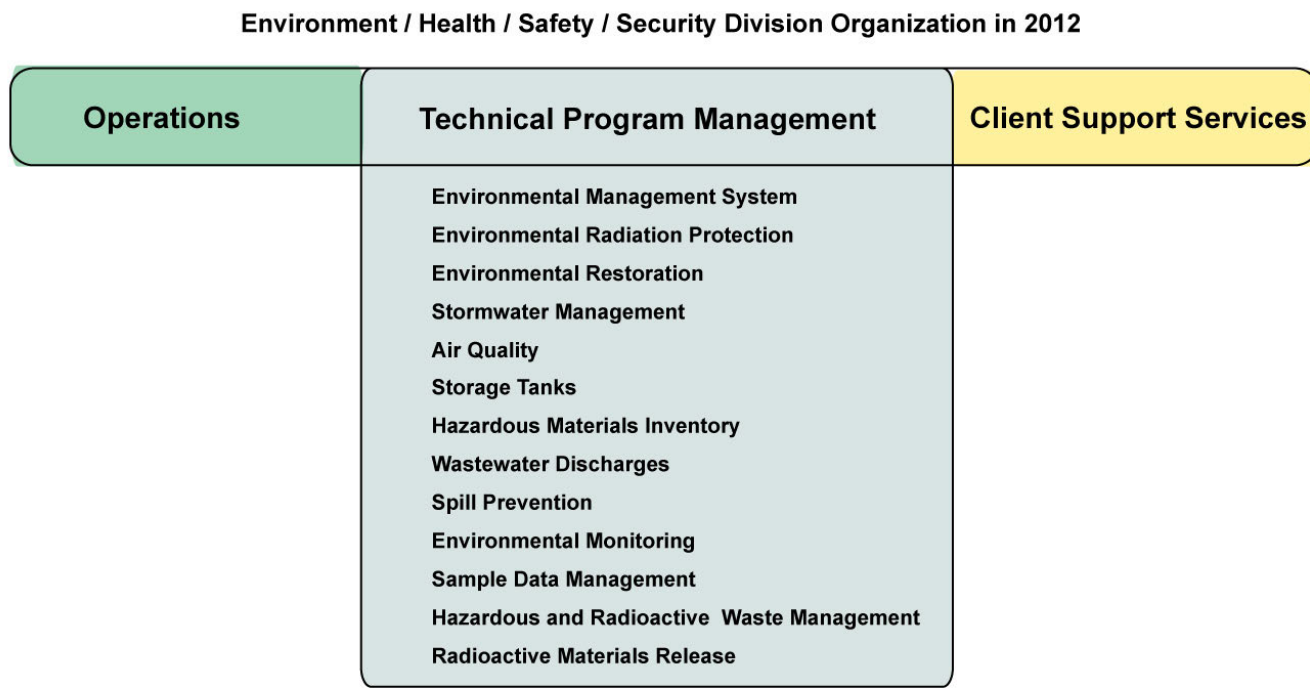 Environment / Health / Safety / Security Division Organization in 2012
Operations
Technical Program Management
Client Support Services
Environmental Management System
Environmental Radiation Protection
Environmental Restoration
Stormwater Management
Air Quality
Storage Tanks
Hazardous Materials Inventory
Wastewater Discharges
Spill Prevention
Environmental Monitoring
Sample Data Management
Hazardous and Radioactive Waste Management
Radioactive Materials Release